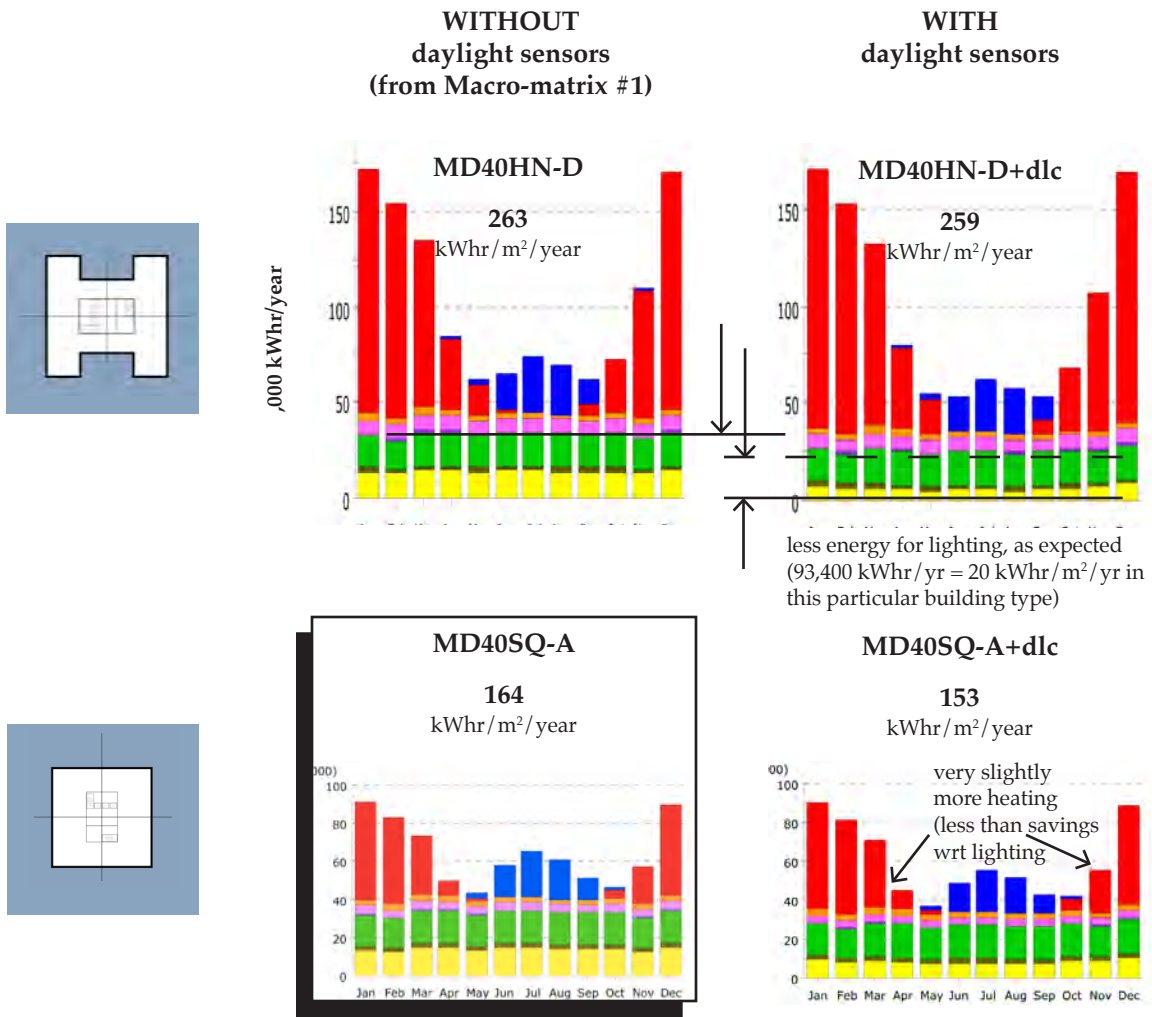 WITHOUT
daylight sensors
(from Macro-matrix #1)
WITH
daylight sensors
,000 kWhr/year
MD40HN-D
263
kWhr/m²/year
150
100
50
0
MD40HN-D+dlc
259
kWhr/m²/year
150
100
50
0
less energy for lighting, as expected
(93,400 kWhr/yr = 20 kWhr/m²/yr in
this particular building type)
MD40SQ-A
164
kWhr/m²/year
000)
100
80
60
40
20
0
Jan Feb Mar Apr May Jun Jul Aug Sep Oct Nov Dec
MD40SQ-A+dlc
153
kWhr/m²/year
00)
100
80
60
40
20
0
very slightly
more heating
(less than savings
wrt lighting
Jan Feb Mar Apr May Jun Jul Aug Sep Oct Nov Dec